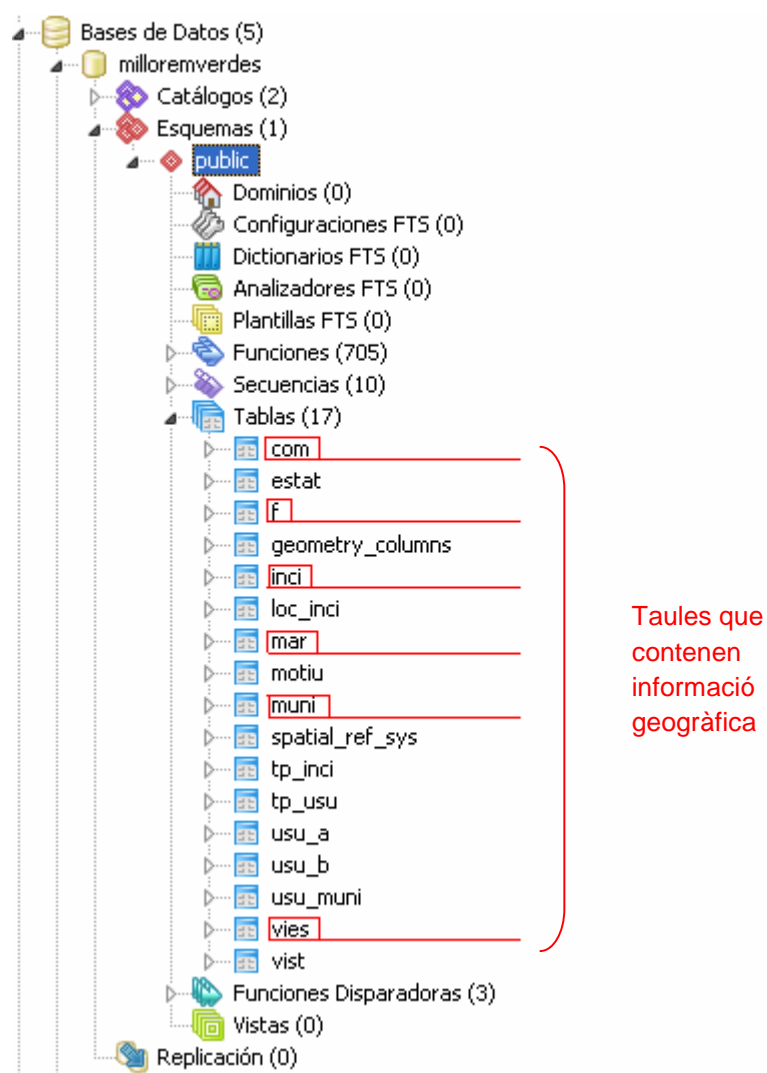 Bases de Datos (5)
milloremverdes
Catálogos (2)
Esquemas (1)
public
Dominios (0)
Configuraciones FTS (0)
Dictionarios FTS (0)
Analizadores FTS (0)
Plantillas FTS (0)
Funciones (705)
Secuencias (10)
Tablas (17)
com
estat
f
geometry_columns
inci
loc_inci
mar
motiu
muni
spatial_ref_sys
tp_inci
tp_usu
usu_a
usu_b
usu_muni
vies
vist
Funciones Disparadoras (3)
Vistas (0)
Replicación (0)
Taules que
contenen
informació
geogràfica